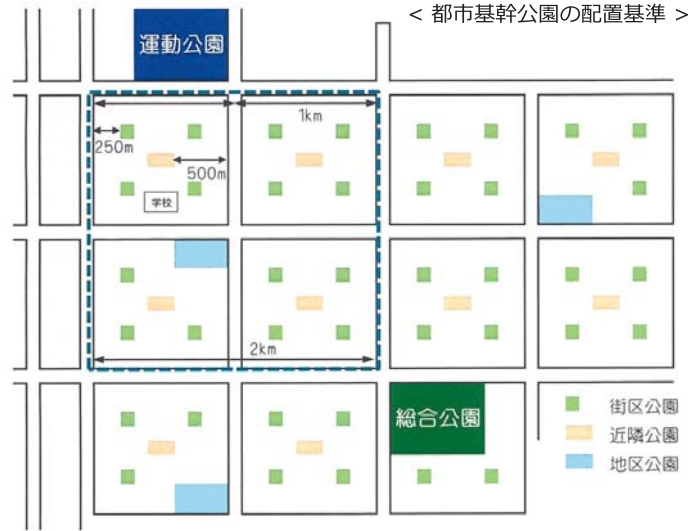 < 都市基幹公園の配置基準 >
運動公園
1km
250m
500m
学校
2km
総合公園
街区公園
近隣公園
地区公園